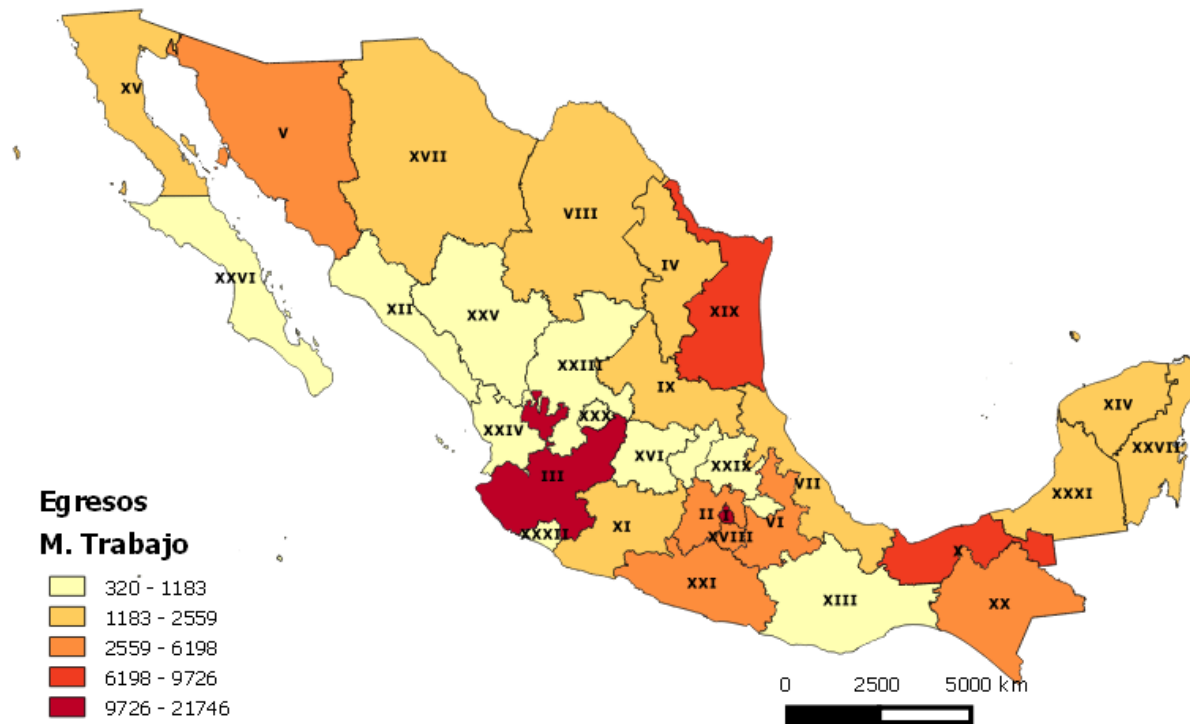 XV
V
XVII
VIII
IV
XXVI
XII
XXV
XIX
XXIII
IX
XXX
XXIV
XIV
XVI
XXIX
XXVII
III
VII
XXXI
II
I
VI
XI
XXXII
XVIII
X
XXI
XIII
XX
Egresos
M. Trabajo
320 - 1183
1183 - 2559
2559 - 6198
6198 - 9726
9726 - 21746
0 2500 5000 km